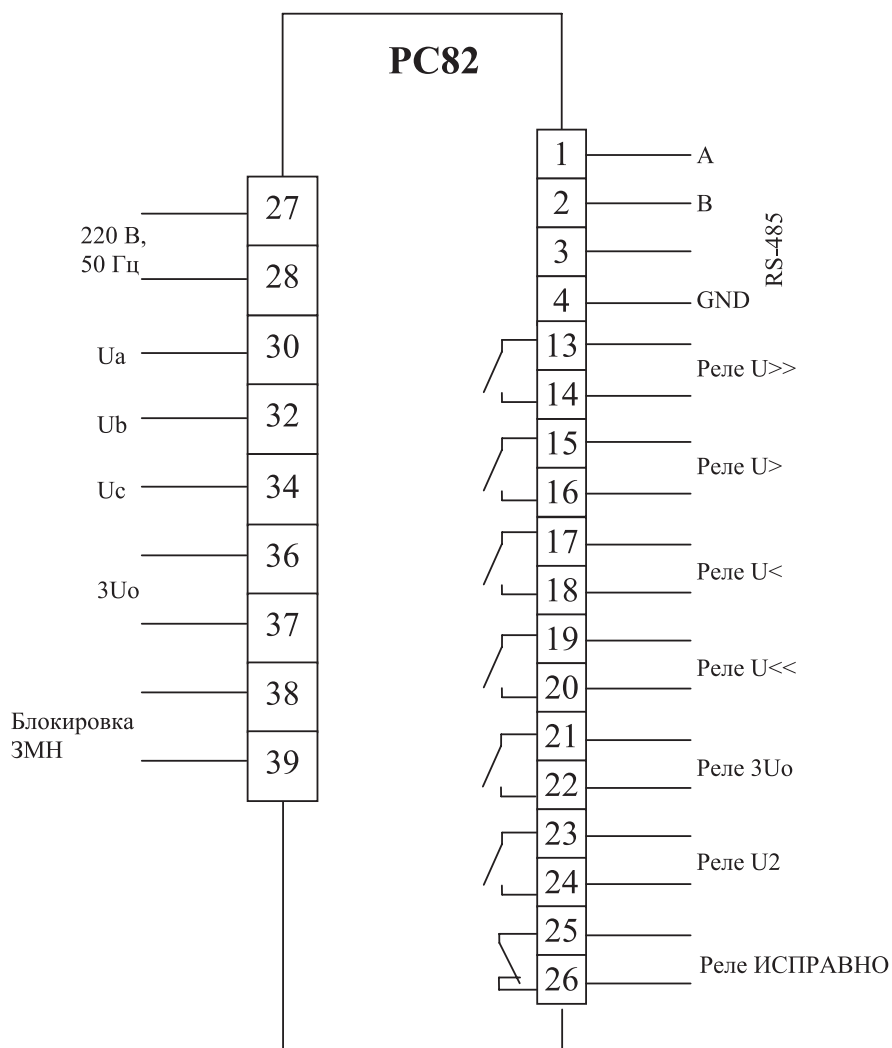 РС82
27
220 В,
50 Гц
28
Ua
30
Ub
32
Uc
34
36
3Uo
37
38
Блокировка
ЗМН
39
1
A
2
B
3
RS-485
4
GND
13
Реле U>>
14
15
Реле U>
16
17
Реле U<
18
19
Реле U<<
20
21
Реле 3Uo
22
23
Реле U2
24
25
Реле ИСПРАВНО
26